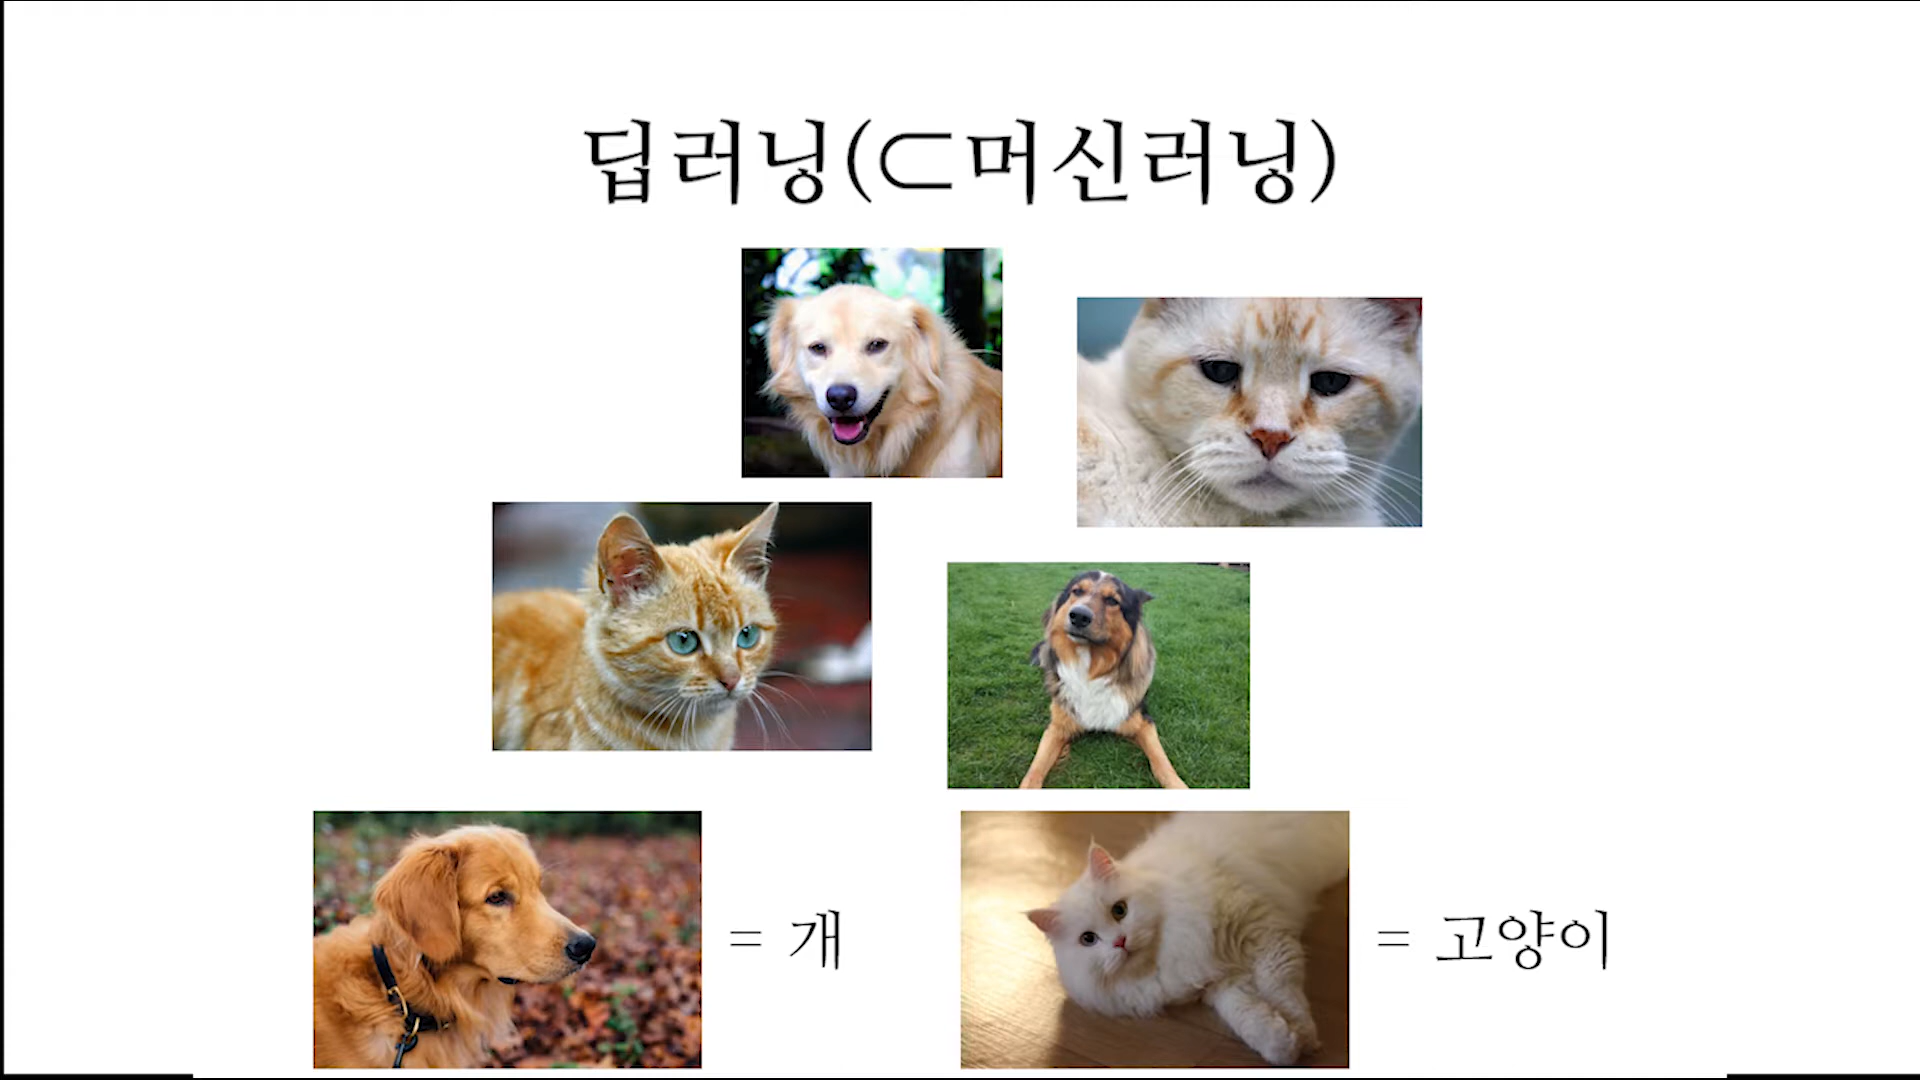 딥러닝(⊂머신러닝)
= 개
= 고양이